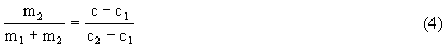 m₂ / (m₁ + m₂) = (c − c₁) / (c₂ − c₁) (4)